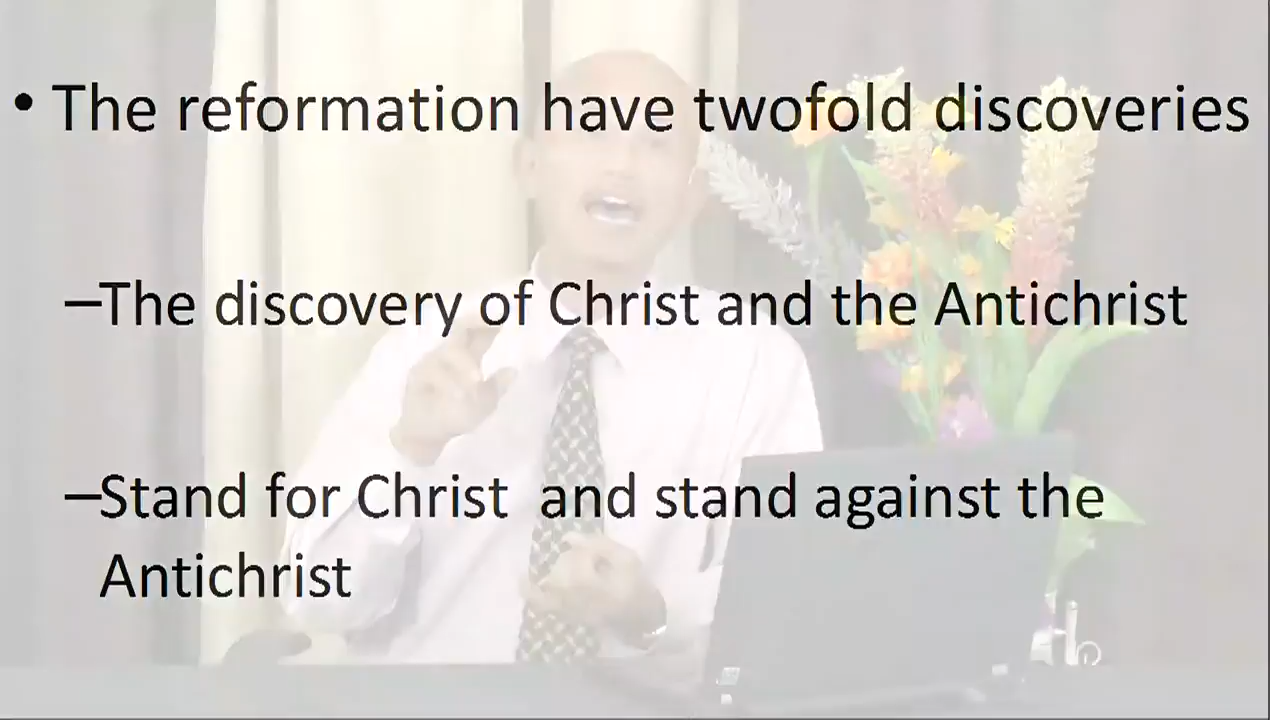 • The reformation have twofold discoveries
–The discovery of Christ and the Antichrist
–Stand for Christ and stand against the
Antichrist